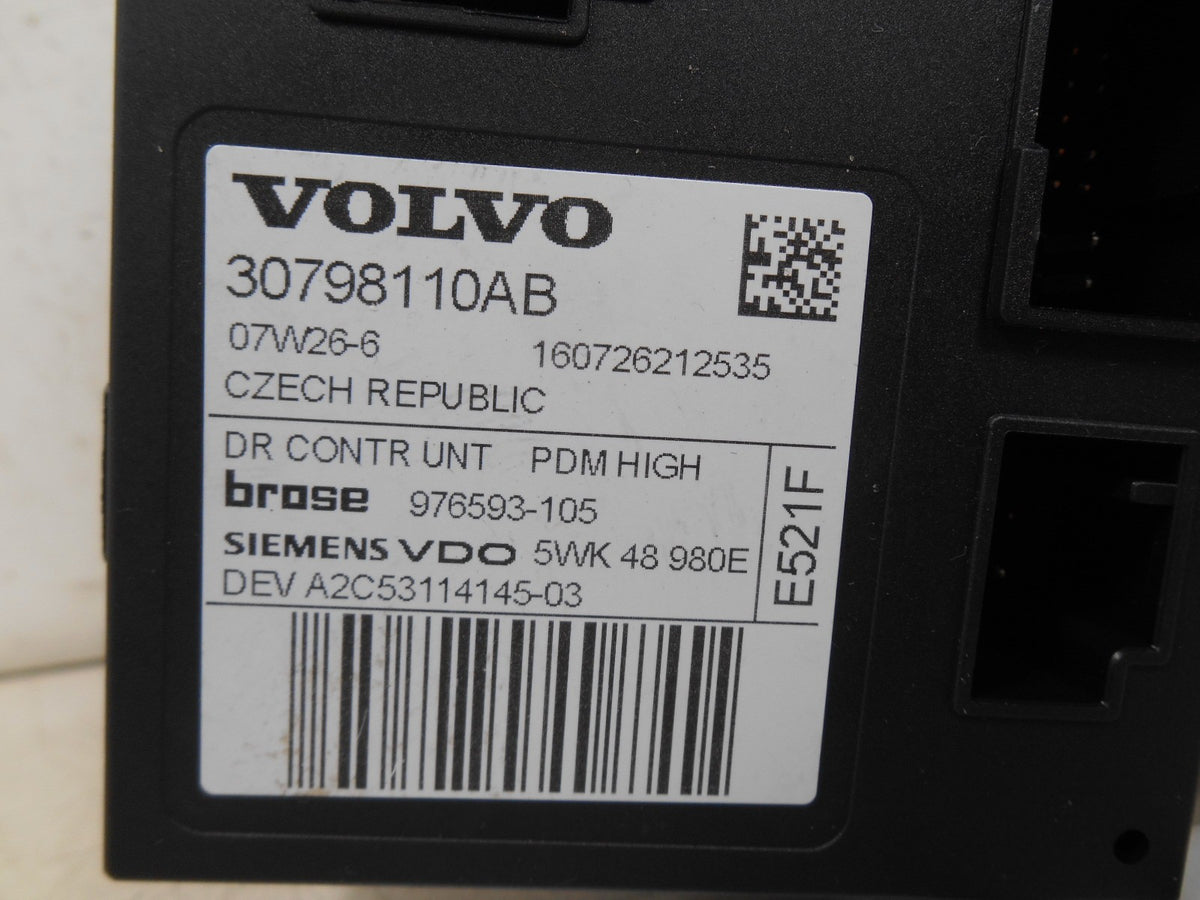 VOLVO
30798110AB
07W26-6 160726212535
CZECH REPUBLIC
DR CONTR UNT PDM HIGH
brose 976593-105
SIEMENS VDO 5WK 48 980E
DEV A2C53114145-03
E521F